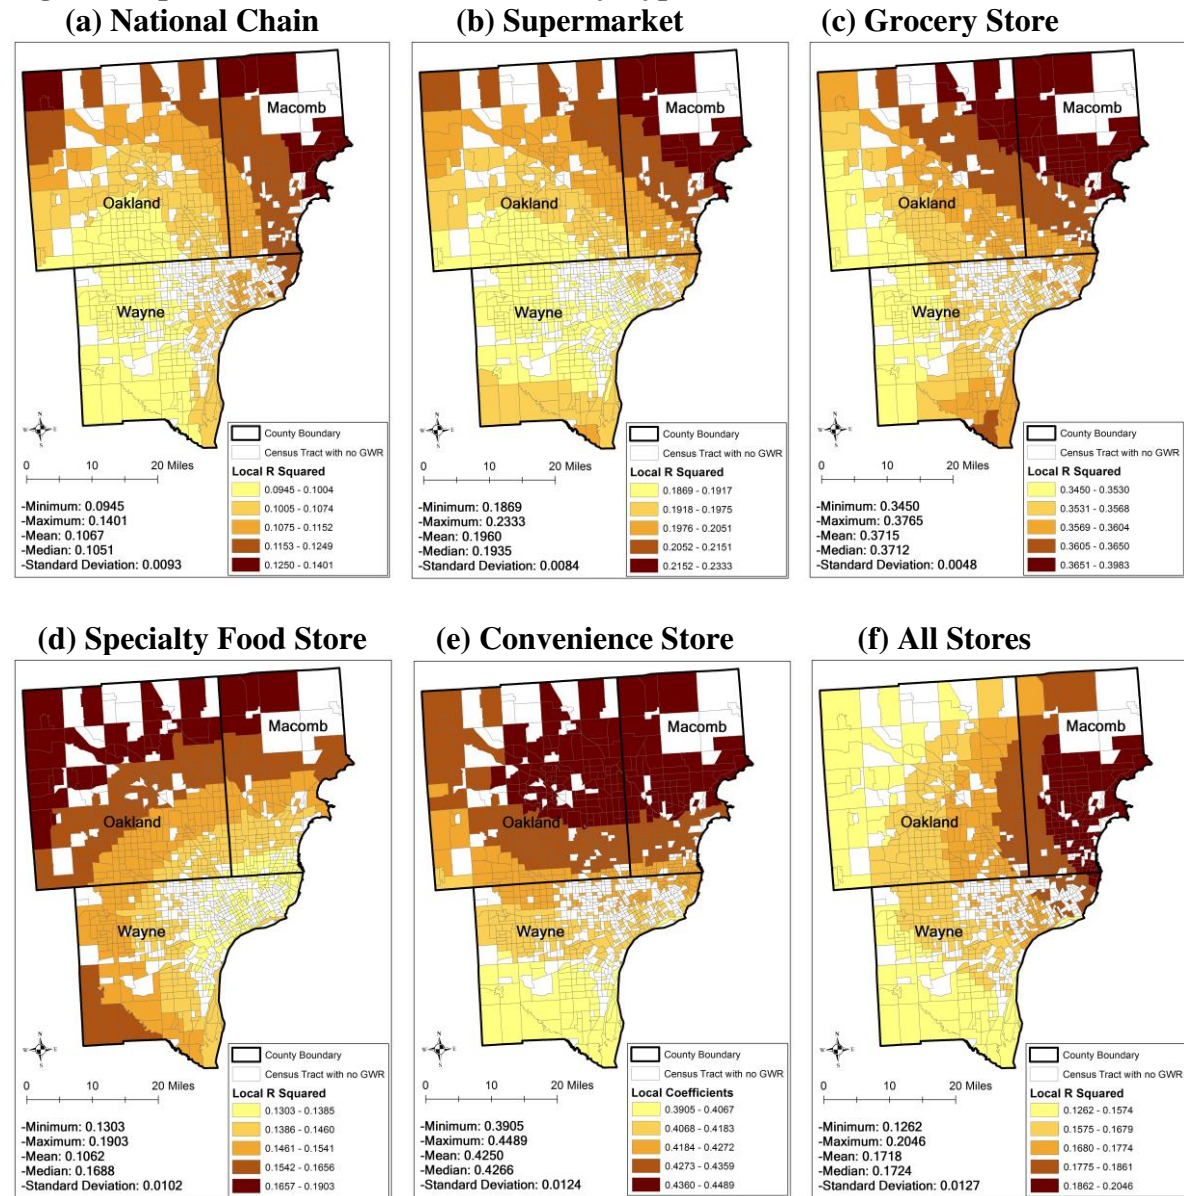 (a) National Chain
Macomb
Oakland
Wayne
N
W
E
S
0 10 20 Miles
-Minimum: 0.0945
-Maximum: 0.1401
-Mean: 0.1067
-Median: 0.1051
-Standard Deviation: 0.0093
County Boundary
Census Tract with no GWR
Local R Squared
0.0945 - 0.1004
0.1005 - 0.1074
0.1075 - 0.1152
0.1153 - 0.1249
0.1250 - 0.1401
(b) Supermarket
Macomb
Oakland
Wayne
N
W
E
S
0 10 20 Miles
-Minimum: 0.1869
-Maximum: 0.2333
-Mean: 0.1960
-Median: 0.1935
-Standard Deviation: 0.0084
County Boundary
Census Tract with no GWR
Local R Squared
0.1869 - 0.1917
0.1918 - 0.1975
0.1976 - 0.2051
0.2052 - 0.2151
0.2152 - 0.2333
(c) Grocery Store
Macomb
Oakland
Wayne
N
W
E
S
0 10 20 Miles
-Minimum: 0.3450
-Maximum: 0.3765
-Mean: 0.3715
-Median: 0.3712
-Standard Deviation: 0.0048
County Boundary
Census Tract with no GWR
Local R Squared
0.3450 - 0.3530
0.3531 - 0.3568
0.3569 - 0.3604
0.3605 - 0.3650
0.3651 - 0.3983
(d) Specialty Food Store
Macomb
Oakland
Wayne
N
W
E
S
0 10 20 Miles
-Minimum: 0.1303
-Maximum: 0.1903
-Mean: 0.1062
-Median: 0.1688
-Standard Deviation: 0.0102
County Boundary
Census Tract with no GWR
Local R Squared
0.1303 - 0.1385
0.1386 - 0.1460
0.1461 - 0.1541
0.1542 - 0.1656
0.1657 - 0.1903
(e) Convenience Store
Macomb
Oakland
Wayne
N
W
E
S
0 10 20 Miles
-Minimum: 0.3905
-Maximum: 0.4489
-Mean: 0.4250
-Median: 0.4266
-Standard Deviation: 0.0124
County Boundary
Census Tract with no GWR
Local Coefficients
0.3905 - 0.4067
0.4068 - 0.4183
0.4184 - 0.4272
0.4273 - 0.4359
0.4360 - 0.4489
(f) All Stores
Macomb
Oakland
Wayne
N
W
E
S
0 10 20 Miles
-Minimum: 0.1262
-Maximum: 0.2046
-Mean: 0.1718
-Median: 0.1724
-Standard Deviation: 0.0127
County Boundary
Census Tract with no GWR
Local R Squared
0.1262 - 0.1574
0.1575 - 0.1679
0.1680 - 0.1774
0.1775 - 0.1861
0.1862 - 0.2046